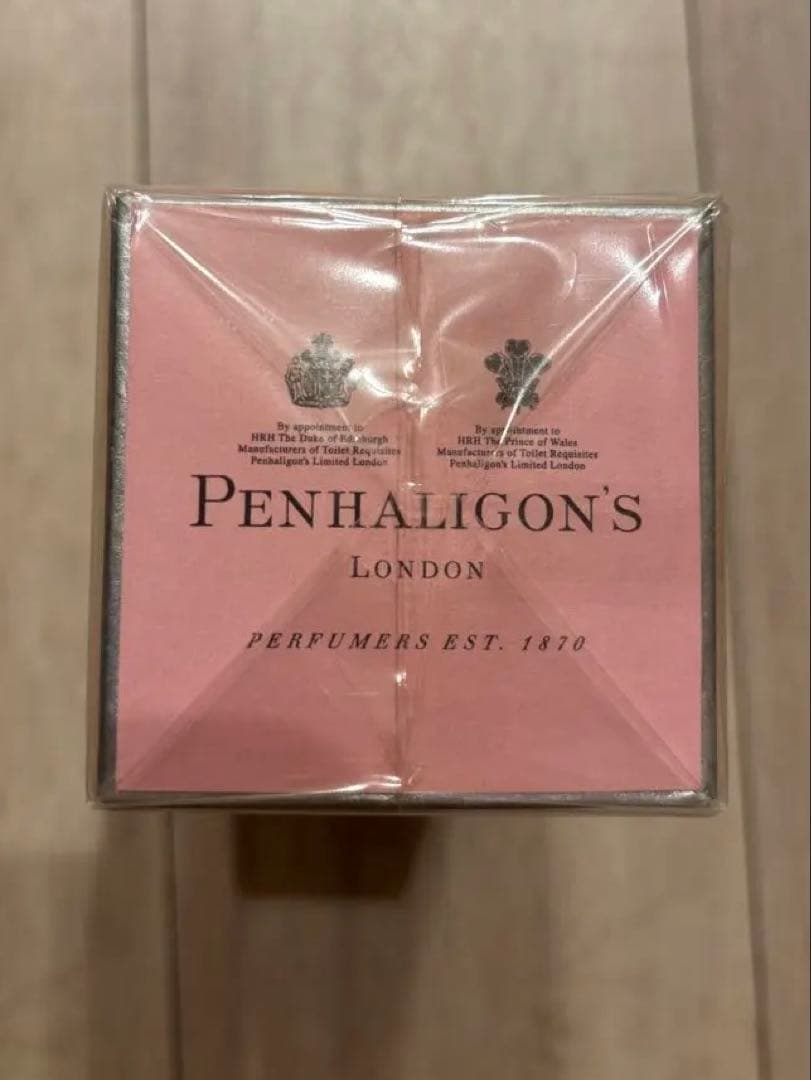 By appointment to
HRH The Duke of Edinburgh
Manufacturers of Toilet Requisites
Penhaligon's Limited London
By appointment to
HRH The Prince of Wales
Manufacturers of Toilet Requisites
Penhaligon's Limited London
PENHALIGON'S
LONDON
PERFUMERS EST. 1870